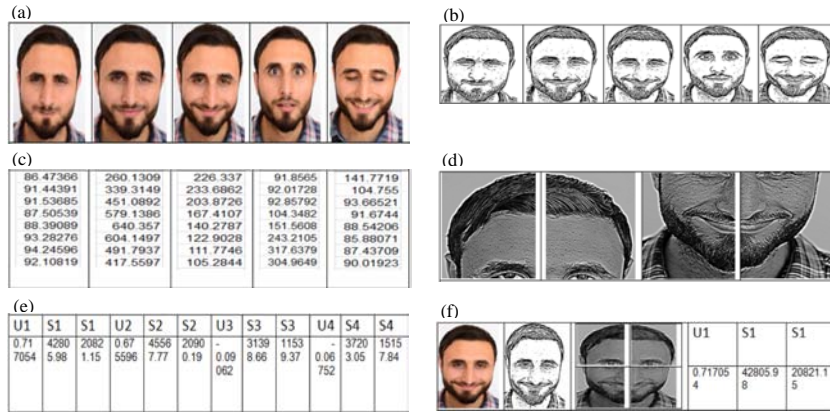 (a)
(b)
(c)
86.47366 260.1309 226.337 91.8565 141.7719
91.44391 339.3149 233.6862 92.01728 104.755
91.53685 451.0892 203.8726 92.85792 93.66521
87.50539 579.1386 167.4107 104.3482 91.6744
88.39089 640.357 140.2787 151.5608 88.54206
93.28276 604.1497 122.9028 243.2105 85.88071
94.24596 491.7937 111.7746 317.6379 87.43709
92.10819 417.5597 105.2844 304.9649 90.01923
(d)
(e)
U1 S1 S1 U2 S2 S2 U3 S3 S3 U4 S4 S4
0.71 4280 2082 0.67 4556 2090 - 3139 1153 - 3720 1515
7054 5.98 1.15 5596 7.77 0.19 0.09 8.66 9.37 0.06 3.05 7.84
062 752
(f)
U1 S1 S1
0.71705 42805.9 20821.1
4 8 5